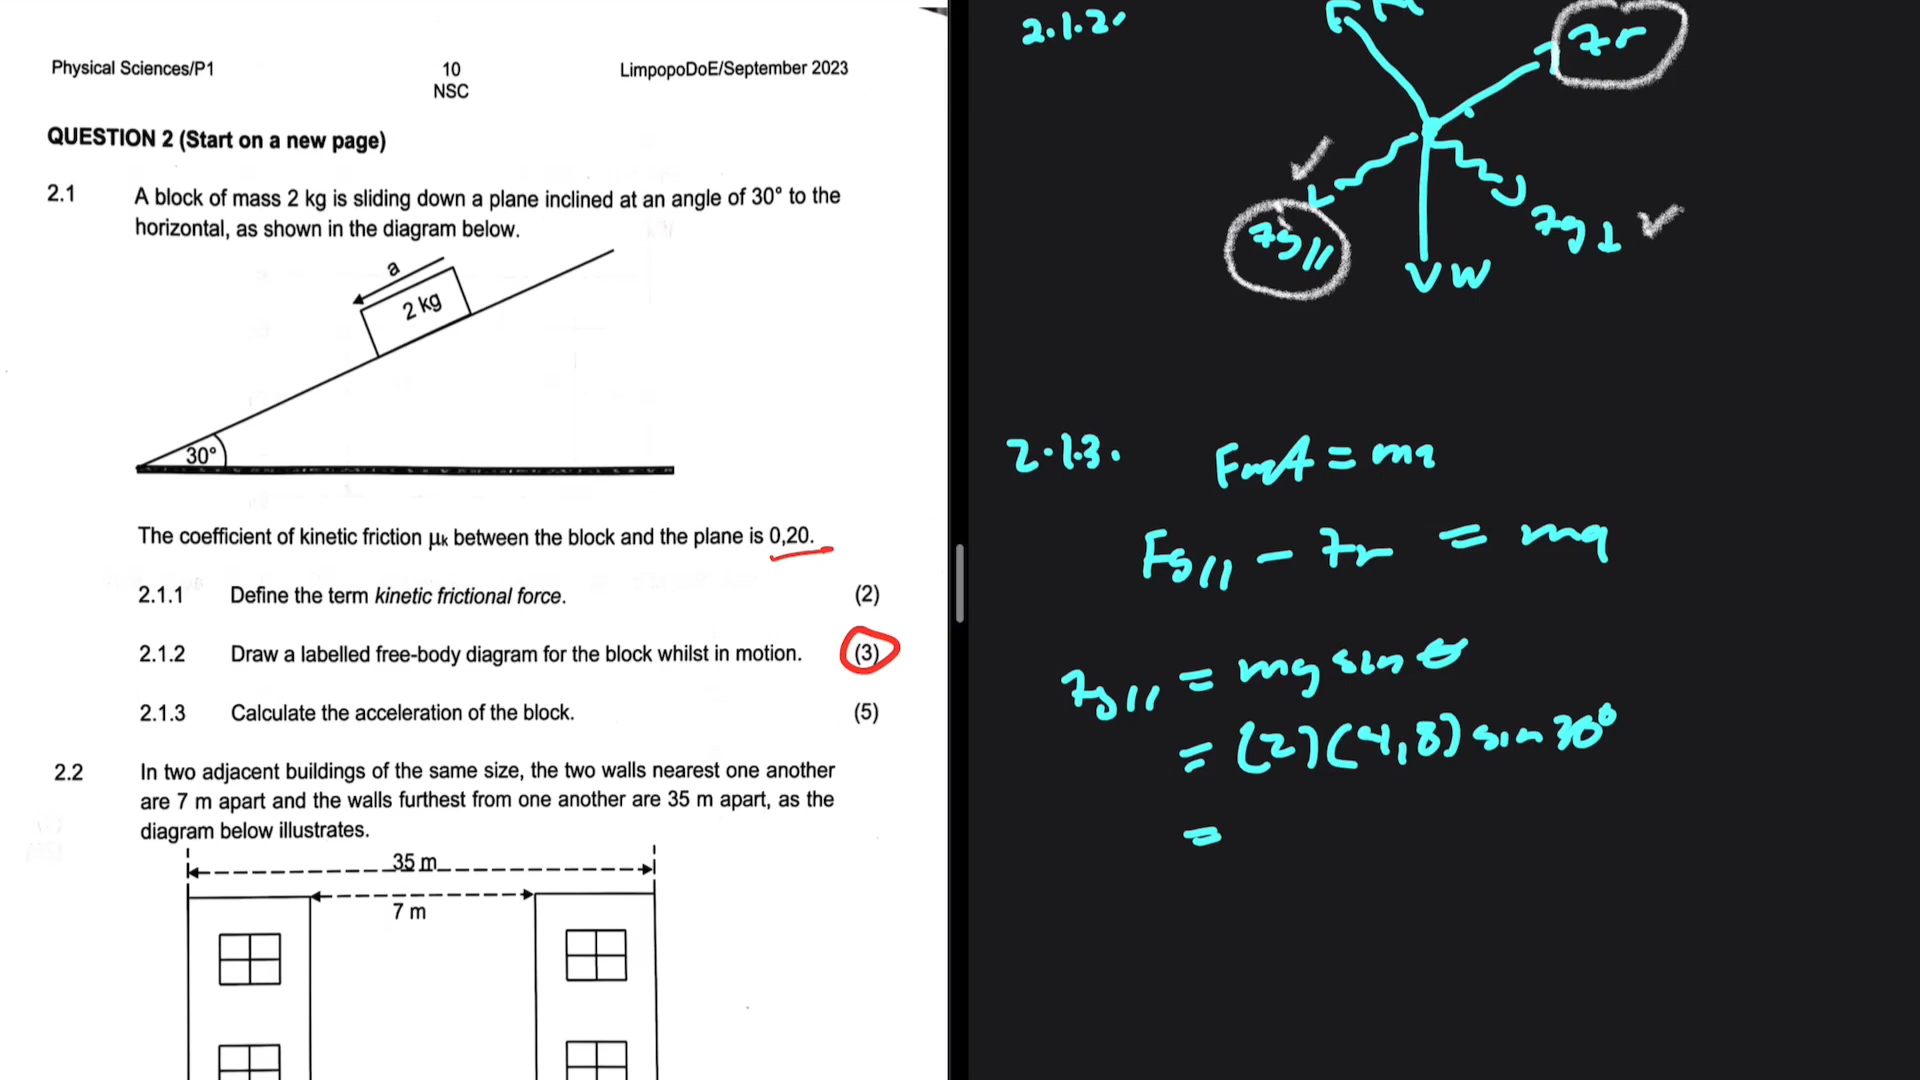 Physical Sciences/P1
10
NSC
LimpopoDoE/September 2023
QUESTION 2 (Start on a new page)
2.1 A block of mass 2 kg is sliding down a plane inclined at an angle of 30° to the
horizontal, as shown in the diagram below.
a
2 kg
30°
The coefficient of kinetic friction μk between the block and the plane is 0,20.
2.1.1 Define the term kinetic frictional force. (2)
2.1.2 Draw a labelled free-body diagram for the block whilst in motion. (3)
2.1.3 Calculate the acceleration of the block. (5)
2.2 In two adjacent buildings of the same size, the two walls nearest one another
are 7 m apart and the walls furthest from one another are 35 m apart, as the
diagram below illustrates.
35 m
7 m
2.1.2.
Fr
Fg//
Fg⊥
W
2.1.3. Fnet = ma
Fg// - Fr = ma
Fg// = mg sin θ
= (2)(9,8) sin 30°
=